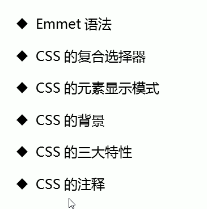 ◆ Emmet 语法
◆ CSS 的复合选择器
◆ CSS 的元素显示模式
◆ CSS 的背景
◆ CSS 的三大特性
◆ CSS 的注释